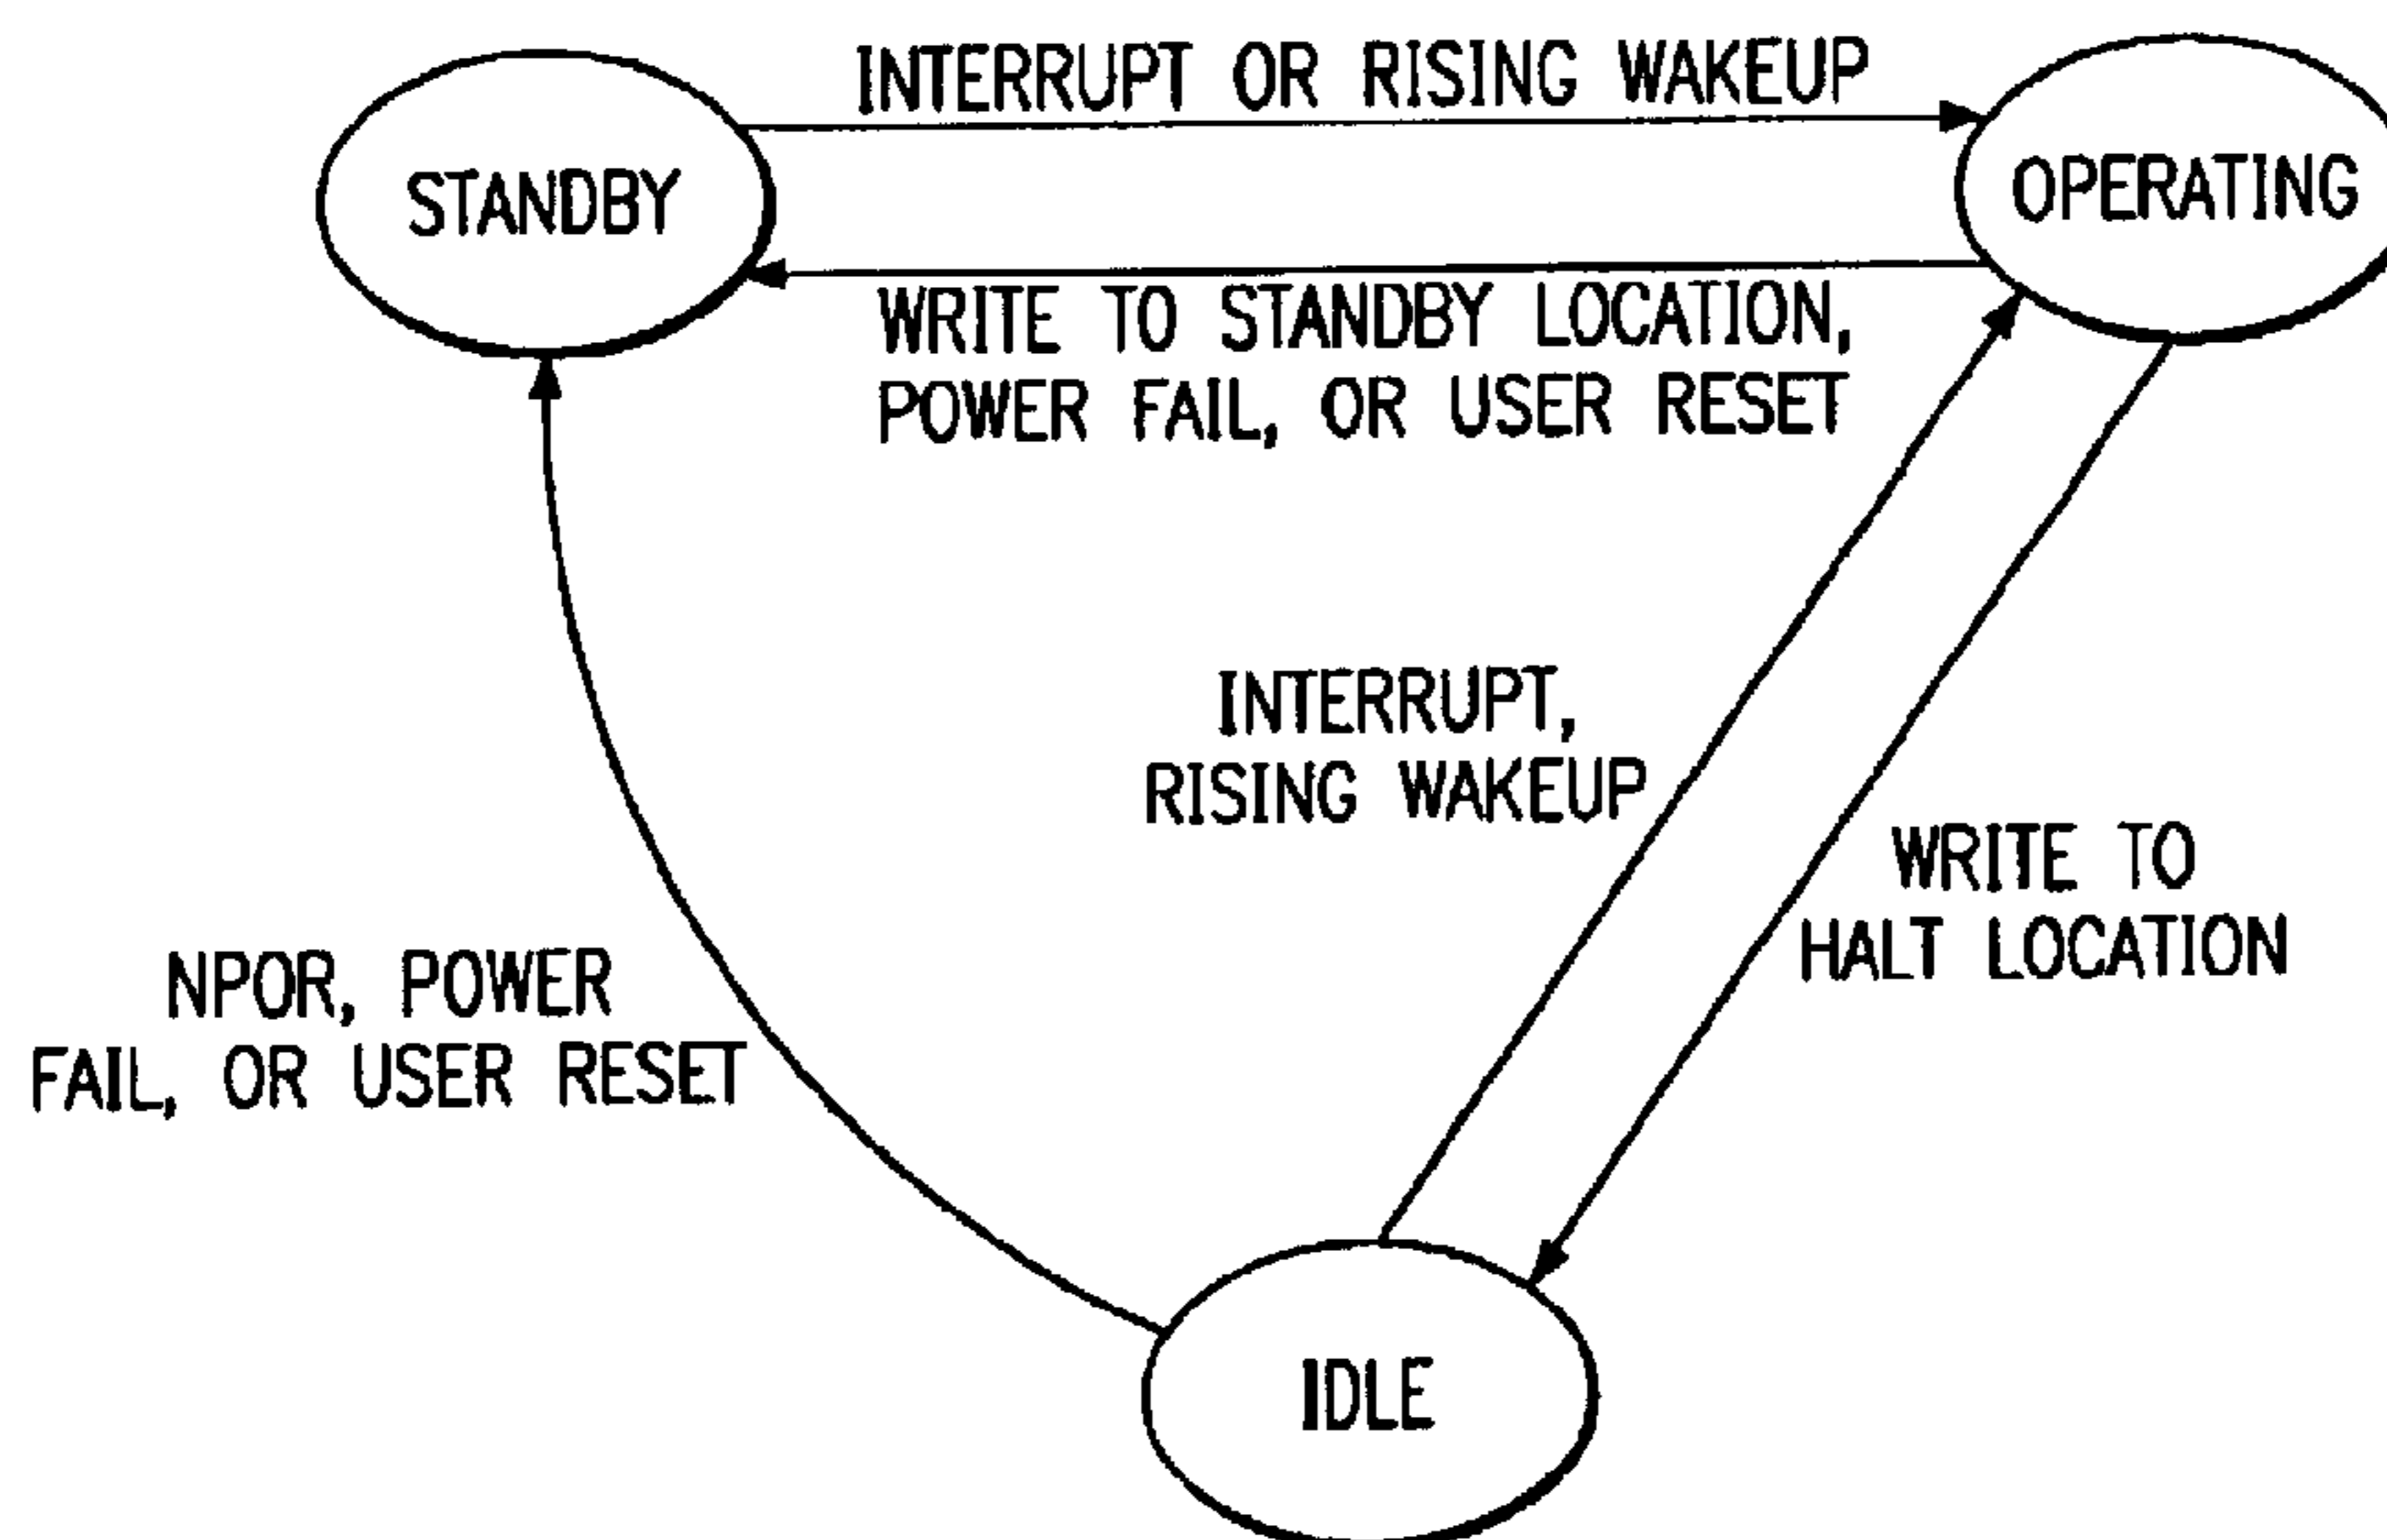 INTERRUPT OR RISING WAKEUP
STANDBY
OPERATING
WRITE TO STANDBY LOCATION,
POWER FAIL, OR USER RESET
INTERRUPT,
RISING WAKEUP
WRITE TO
HALT LOCATION
NPOR, POWER
FAIL, OR USER RESET
IDLE